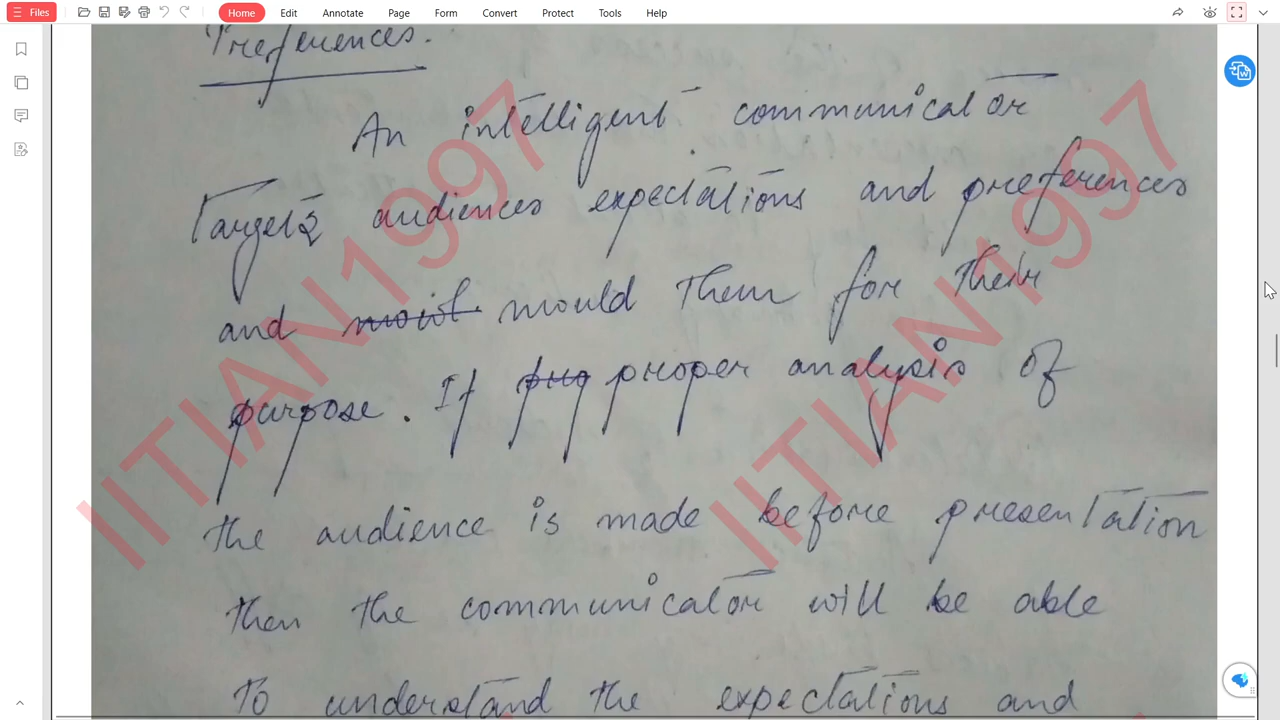 Files
Home
Edit
Annotate
Page
Form
Convert
Protect
Tools
Help
Preferences.
An intelligent communicator
Targets audiences expectations and preferences
and mould them for their
purpose. If proper analysis of
the audience is made before presentation
then the communicator will be able
To understand the expectations and
IITIAN1997
IITIAN1997